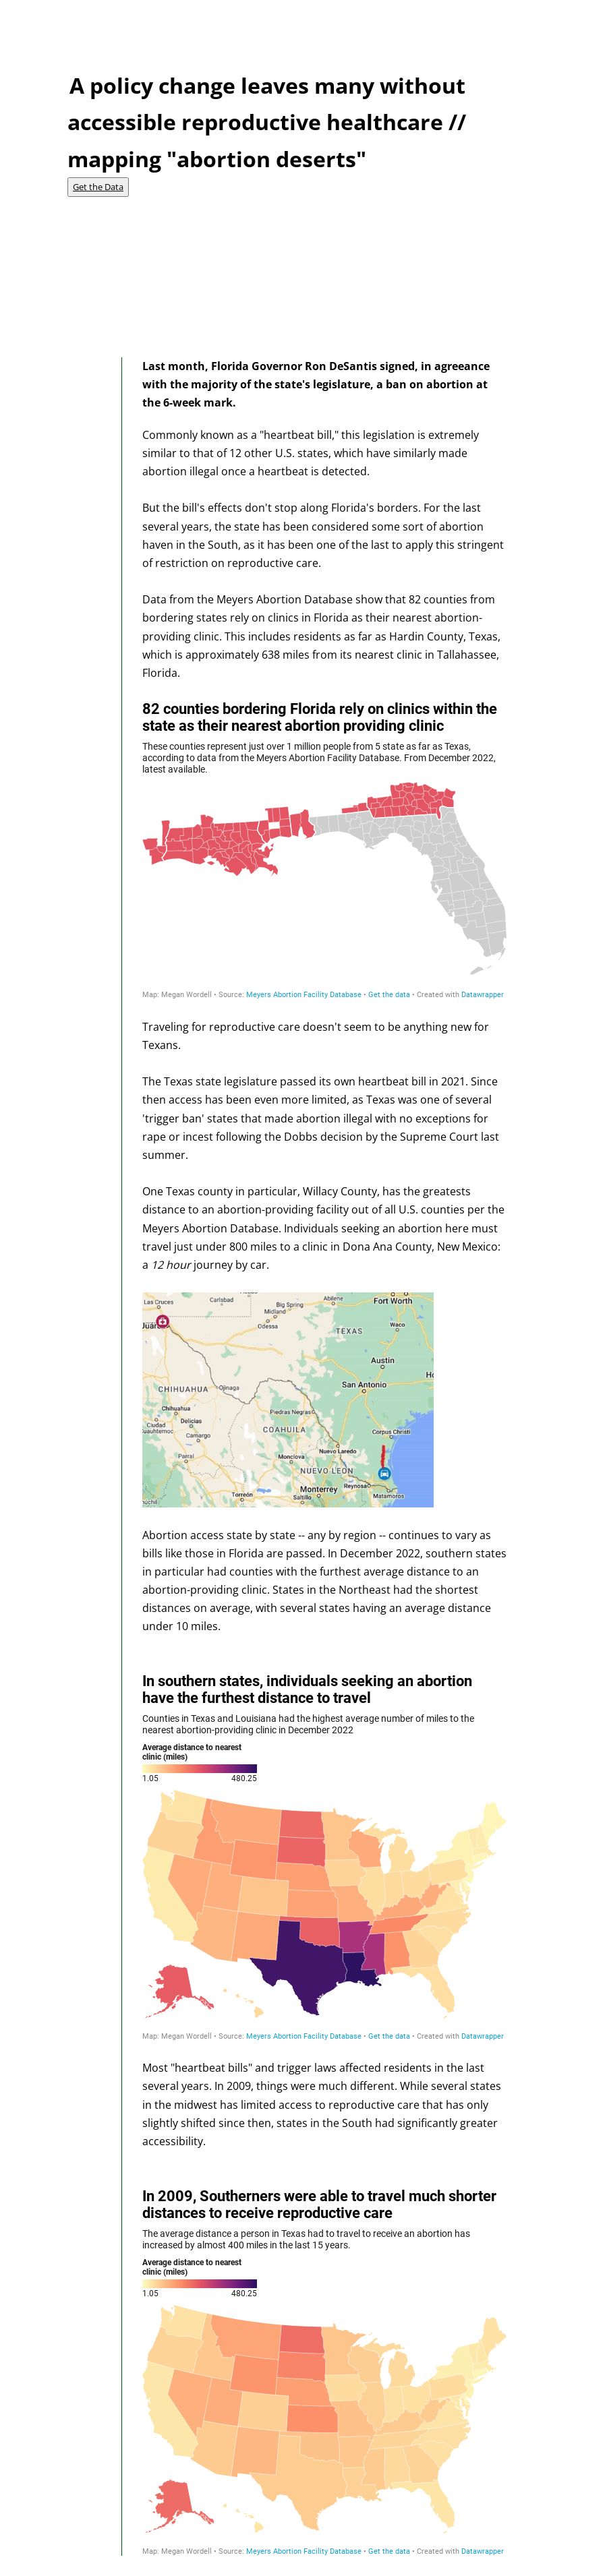 A policy change leaves many without
accessible reproductive healthcare //
mapping "abortion deserts"
Get the Data
Last month, Florida Governor Ron DeSantis signed, in agreeance
with the majority of the state's legislature, a ban on abortion at
the 6-week mark.
Commonly known as a "heartbeat bill," this legislation is extremely
similar to that of 12 other U.S. states, which have similarly made
abortion illegal once a heartbeat is detected.
But the bill's effects don't stop along Florida's borders. For the last
several years, the state has been considered some sort of abortion
haven in the South, as it has been one of the last to apply this stringent
of restriction on reproductive care.
Data from the Meyers Abortion Database show that 82 counties from
bordering states rely on clinics in Florida as their nearest abortion-
providing clinic. This includes residents as far as Hardin County, Texas,
which is approximately 638 miles from its nearest clinic in Tallahassee,
Florida.
82 counties bordering Florida rely on clinics within the
state as their nearest abortion providing clinic
These counties represent just over 1 million people from 5 state as far as Texas,
according to data from the Meyers Abortion Facility Database. From December 2022,
latest available.
Map: Megan Wordell • Source: Meyers Abortion Facility Database • Get the data • Created with Datawrapper
Traveling for reproductive care doesn't seem to be anything new for
Texans.
The Texas state legislature passed its own heartbeat bill in 2021. Since
then access has been even more limited, as Texas was one of several
'trigger ban' states that made abortion illegal with no exceptions for
rape or incest following the Dobbs decision by the Supreme Court last
summer.
One Texas county in particular, Willacy County, has the greatests
distance to an abortion-providing facility out of all U.S. counties per the
Meyers Abortion Database. Individuals seeking an abortion here must
travel just under 800 miles to a clinic in Dona Ana County, New Mexico:
a 12 hour journey by car.
Las Cruces
Carlsbad
Big Spring
Abilene
Fort Worth
Midland
Odessa
Waco
Juár
TEXAS
Austin
San Antonio
Ho
CHIHUAHUA
Ojinaga
Chihuahua
Ciudad
Cuauhtemoc
Delicias
Camargo
Piedras Negras
COAHUILA
Corpus Christi
Parral
Monclova
Nuevo Laredo
NUEVO LEON
Reynosa
Monterrey
Matamoros
Torreón
Saltillo
uchil
Abortion access state by state -- any by region -- continues to vary as
bills like those in Florida are passed. In December 2022, southern states
in particular had counties with the furthest average distance to an
abortion-providing clinic. States in the Northeast had the shortest
distances on average, with several states having an average distance
under 10 miles.
In southern states, individuals seeking an abortion
have the furthest distance to travel
Counties in Texas and Louisiana had the highest average number of miles to the
nearest abortion-providing clinic in December 2022
Average distance to nearest
clinic (miles)
1.05 480.25
Map: Megan Wordell • Source: Meyers Abortion Facility Database • Get the data • Created with Datawrapper
Most "heartbeat bills" and trigger laws affected residents in the last
several years. In 2009, things were much different. While several states
in the midwest has limited access to reproductive care that has only
slightly shifted since then, states in the South had significantly greater
accessibility.
In 2009, Southerners were able to travel much shorter
distances to receive reproductive care
The average distance a person in Texas had to travel to receive an abortion has
increased by almost 400 miles in the last 15 years.
Average distance to nearest
clinic (miles)
1.05 480.25
Map: Megan Wordell • Source: Meyers Abortion Facility Database • Get the data • Created with Datawrapper